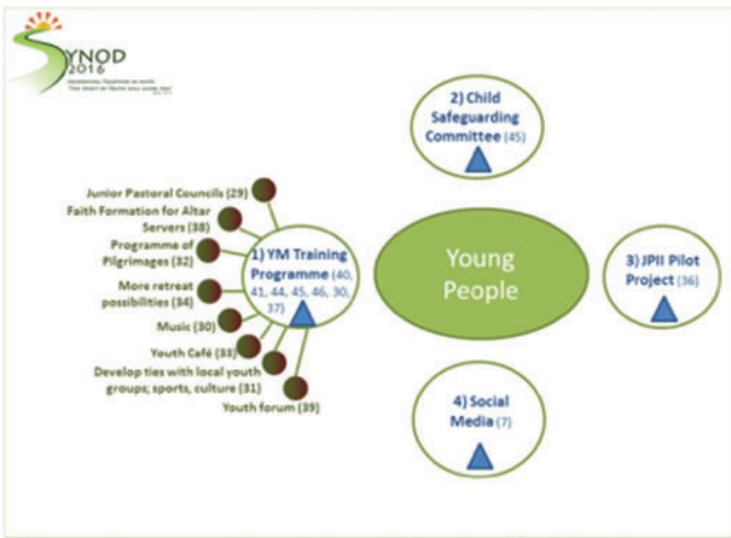 SYNOD
2016
2) Child
Safeguarding
Committee (45)
Junior Pastoral Councils (29)
Faith Formation for Altar
Servers (38)
Programme of
Pilgrimages (32)
More retreat
possibilities (34)
Music (30)
Youth Café (33)
Develop ties with local youth
groups; sports, culture (31)
Youth forum (39)
1) YM Training
Programme (40,
41, 44, 45, 46, 30,
37)
Young
People
3) JPII Pilot
Project (36)
4) Social
Media (7)